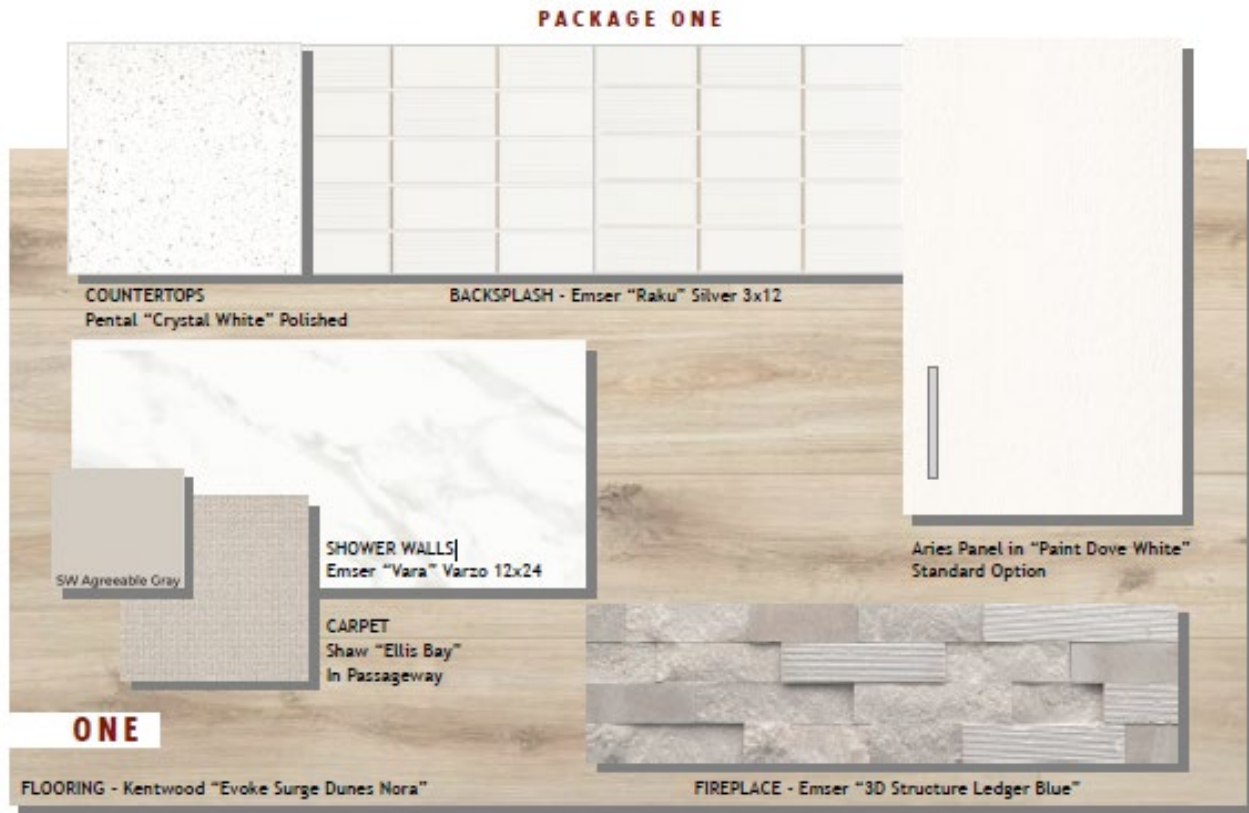 PACKAGE ONE
COUNTERTOPS
Pental “Crystal White” Polished
BACKSPLASH - Emser “Raku” Silver 3x12
SHOWER WALLS
Emser “Vara” Varzo 12x24
SW Agreeable Gray
Aries Panel in “Paint Dove White”
Standard Option
CARPET
Shaw “Ellis Bay”
In Passageway
ONE
FLOORING - Kentwood “Evoke Surge Dunes Nora”
FIREPLACE - Emser “3D Structure Ledger Blue”